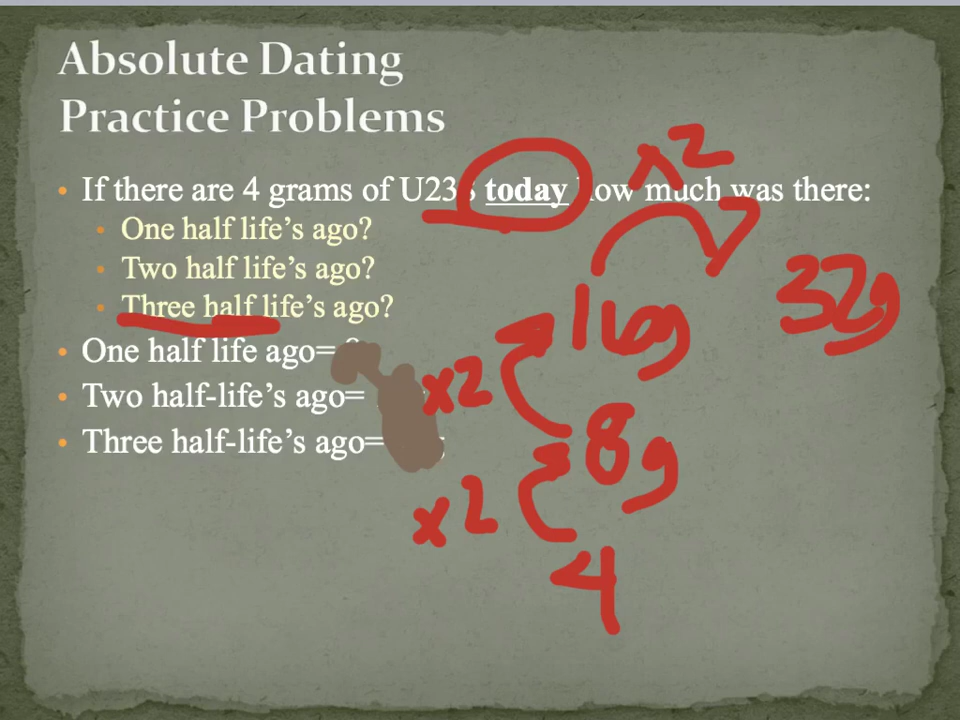 Absolute Dating
Practice Problems
• If there are 4 grams of today how much was there:
• One half life’s ago?
• Two half life’s ago?
• Three half life’s ago?
• One half life ago=
• Two half-life’s ago=
• Three half-life’s ago=
x2
16g
32g
x2
8g
x2
4